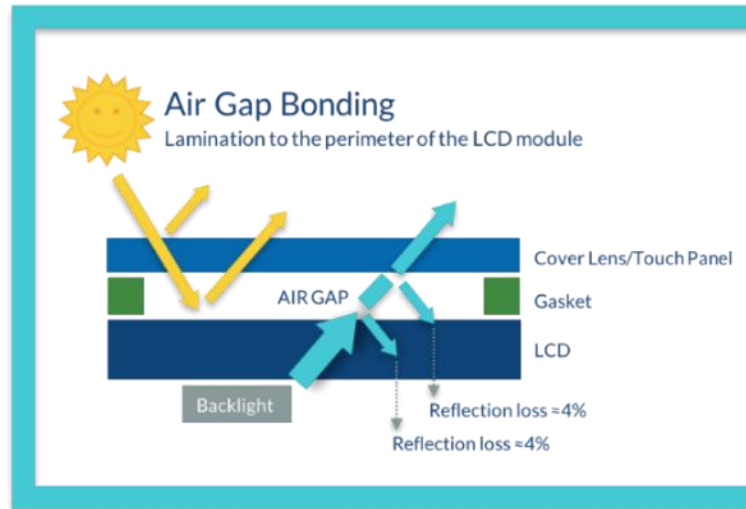 Air Gap Bonding
Lamination to the perimeter of the LCD module
Cover Lens/Touch Panel
AIR GAP
Gasket
LCD
Backlight
Reflection loss ≈4%
Reflection loss ≈4%